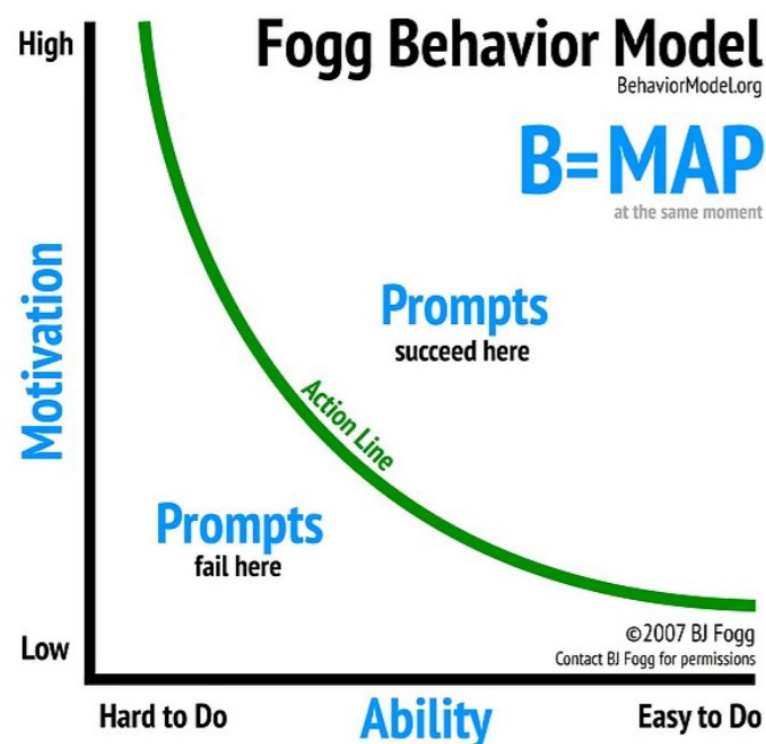 High
Fogg Behavior Model
BehaviorModel.org
B=MAP
at the same moment
Motivation
Prompts
succeed here
Action Line
Prompts
fail here
©2007 BJ Fogg
Contact BJ Fogg for permissions
Low
Hard to Do
Ability
Easy to Do